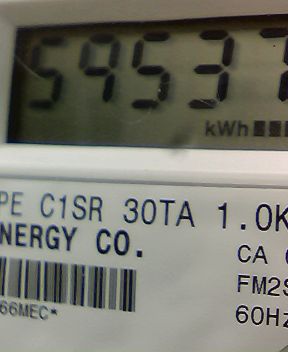 59537
kWh
PE C1SR 30TA 1.0K
NERGY CO.
CA
FM2S
66MEC*
60Hz